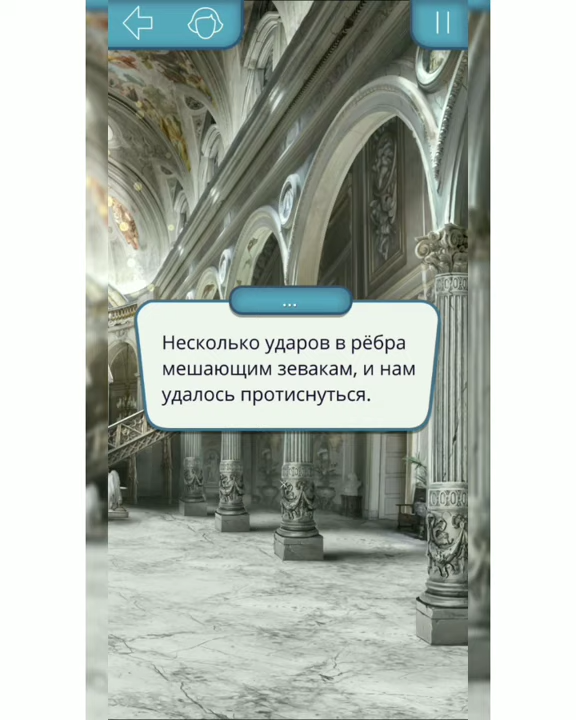 ...
Несколько ударов в рёбра
мешающим зевакам, и нам
удалось протиснуться.